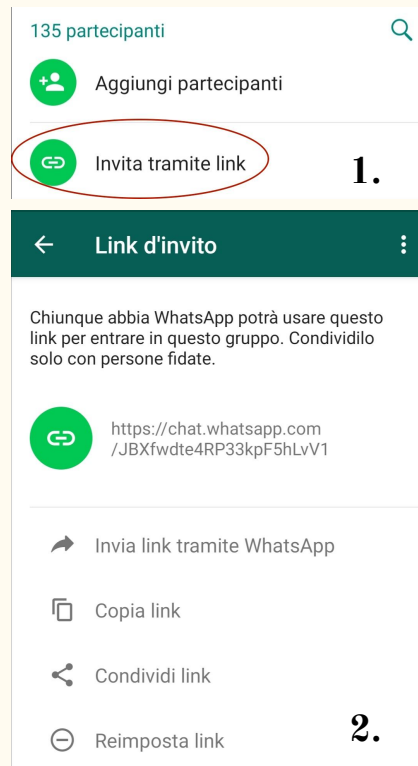 135 partecipanti
Aggiungi partecipanti
Invita tramite link
1.
Link d'invito
Chiunque abbia WhatsApp potrà usare questo
link per entrare in questo gruppo. Condividilo
solo con persone fidate.
https://chat.whatsapp.com
/JBXfwdte4RP33kpF5hLvV1
Invia link tramite WhatsApp
Copia link
Condividi link
Reimposta link
2.